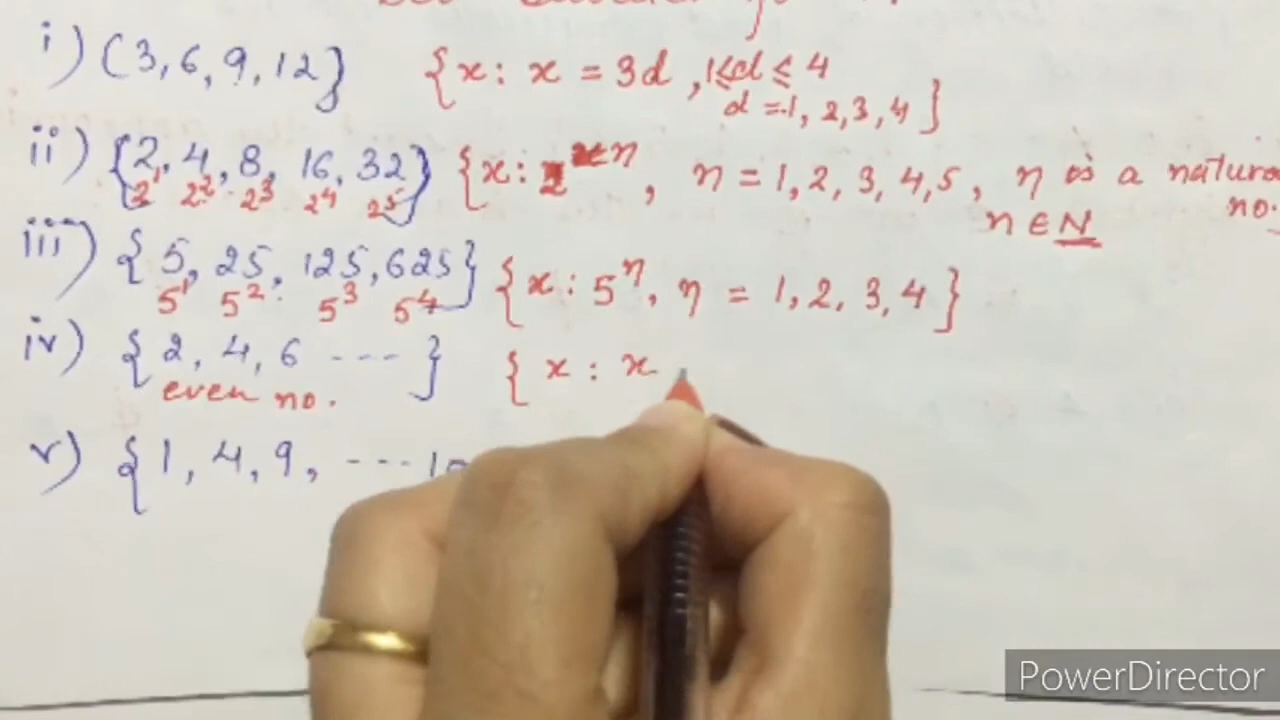 i) (3, 6, 9, 12} {x: x = 3d , 1≤d ≤ 4
d = 1, 2, 3, 4 }
ii) {2, 4, 8, 16, 32} {x: 2ⁿ, n = 1, 2, 3, 4, 5, n is a natura
2¹ 2² 2³ 2⁴ 2⁵ n ∈ N no.
iii) { 5, 25, 125, 625} {x : 5ⁿ, n = 1, 2, 3, 4 }
5¹ 5² 5³ 5⁴
iv) { 2, 4, 6 ---- } { x : x
even no.
v) { 1, 4, 9, ---- 10
PowerDirector